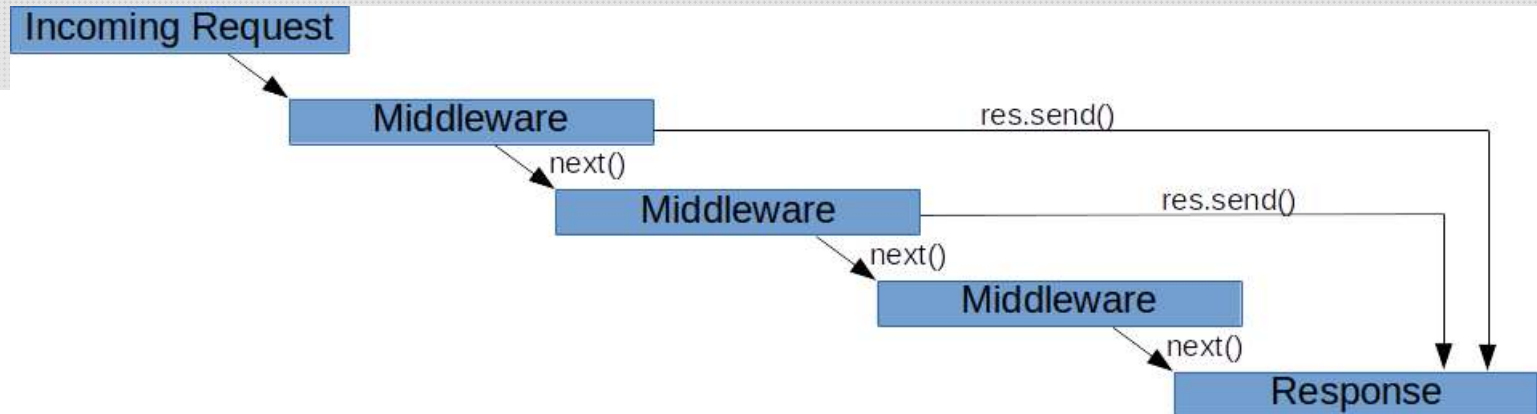 Incoming Request
Middleware
res.send()
next()
Middleware
res.send()
next()
Middleware
next()
Response